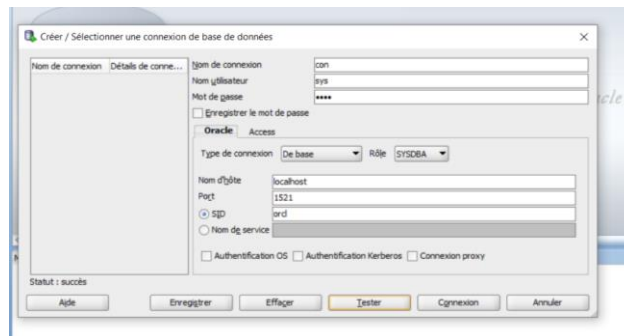 Créer / Sélectionner une connexion de base de données
Nom de connexion Détails de conne...
Nom de connexion con
Nom utilisateur sys
Mot de passe ••••
Enregistrer le mot de passe
Oracle Access
Type de connexion De base Rôle SYSDBA
Nom d'hôte localhost
Port 1521
SID orcl
Nom de service
Authentification OS Authentification Kerberos Connexion proxy
Statut : succès
Aide Enregistrer Effacer Tester Connexion Annuler